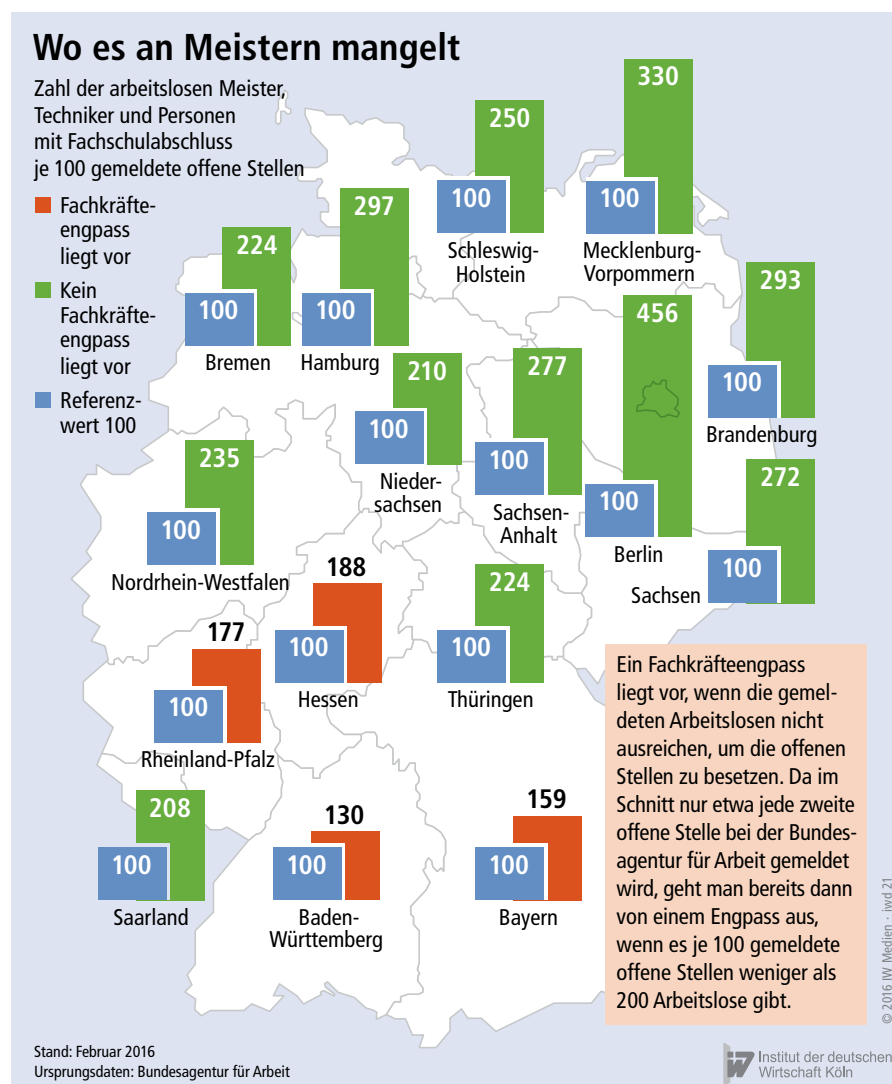 Wo es an Meistern mangelt
Zahl der arbeitslosen Meister,
Techniker und Personen
mit Fachschulabschluss
je 100 gemeldete offene Stellen
Fachkräfte-
engpass
liegt vor
Kein
Fachkräfte-
engpass
liegt vor
Referenz-
wert 100
330
100
Mecklenburg-
Vorpommern
250
100
Schleswig-
Holstein
297
100
Hamburg
224
100
Bremen
293
100
Brandenburg
456
100
Berlin
277
100
Sachsen-
Anhalt
210
100
Nieder-
sachsen
235
100
Nordrhein-Westfalen
272
100
Sachsen
188
100
Hessen
224
100
Thüringen
177
100
Rheinland-Pfalz
208
100
Saarland
130
100
Baden-
Württemberg
159
100
Bayern
Ein Fachkräfteengpass
liegt vor, wenn die gemel-
deten Arbeitslosen nicht
ausreichen, um die offenen
Stellen zu besetzen. Da im
Schnitt nur etwa jede zweite
offene Stelle bei der Bundes-
agentur für Arbeit gemeldet
wird, geht man bereits dann
von einem Engpass aus,
wenn es je 100 gemeldete
offene Stellen weniger als
200 Arbeitslose gibt.
© 2016 IW Medien · iwd 21
Stand: Februar 2016
Ursprungsdaten: Bundesagentur für Arbeit
iw
Institut der deutschen
Wirtschaft Köln